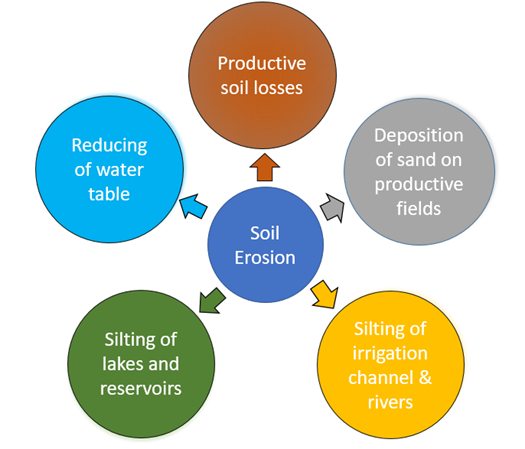 Productive
soil losses
Deposition
of sand on
productive
fields
Silting of
irrigation
channel &
rivers
Silting of
lakes and
reservoirs
Reducing
of water
table
Soil
Erosion